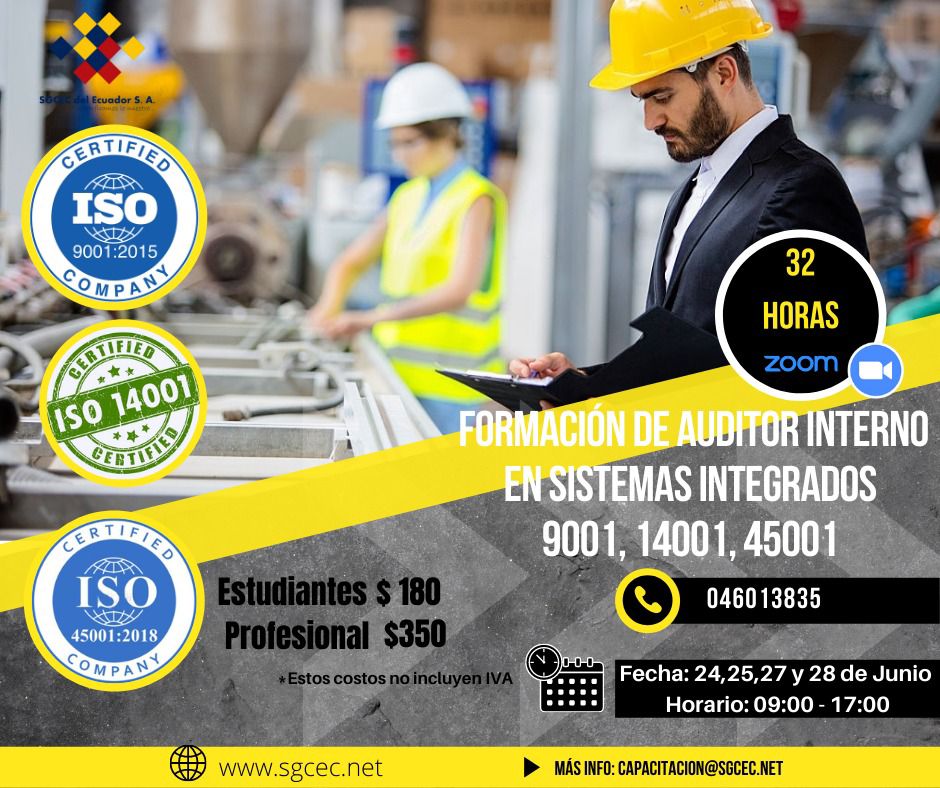 SGCEC del Ecuador S. A.
CERTIFIED
ISO
9001:2015
COMPANY
CERTIFIED
ISO 14001
CERTIFIED
CERTIFIED
ISO
45001:2018
COMPANY
32
HORAS
zoom
FORMACIÓN DE AUDITOR INTERNO
EN SISTEMAS INTEGRADOS
9001, 14001, 45001
Estudiantes $ 180
Profesional $350
*Estos costos no incluyen IVA
046013835
Fecha: 24,25,27 y 28 de Junio
Horario: 09:00 - 17:00
www.sgcec.net
MÁS INFO: CAPACITACION@SGCEC.NET